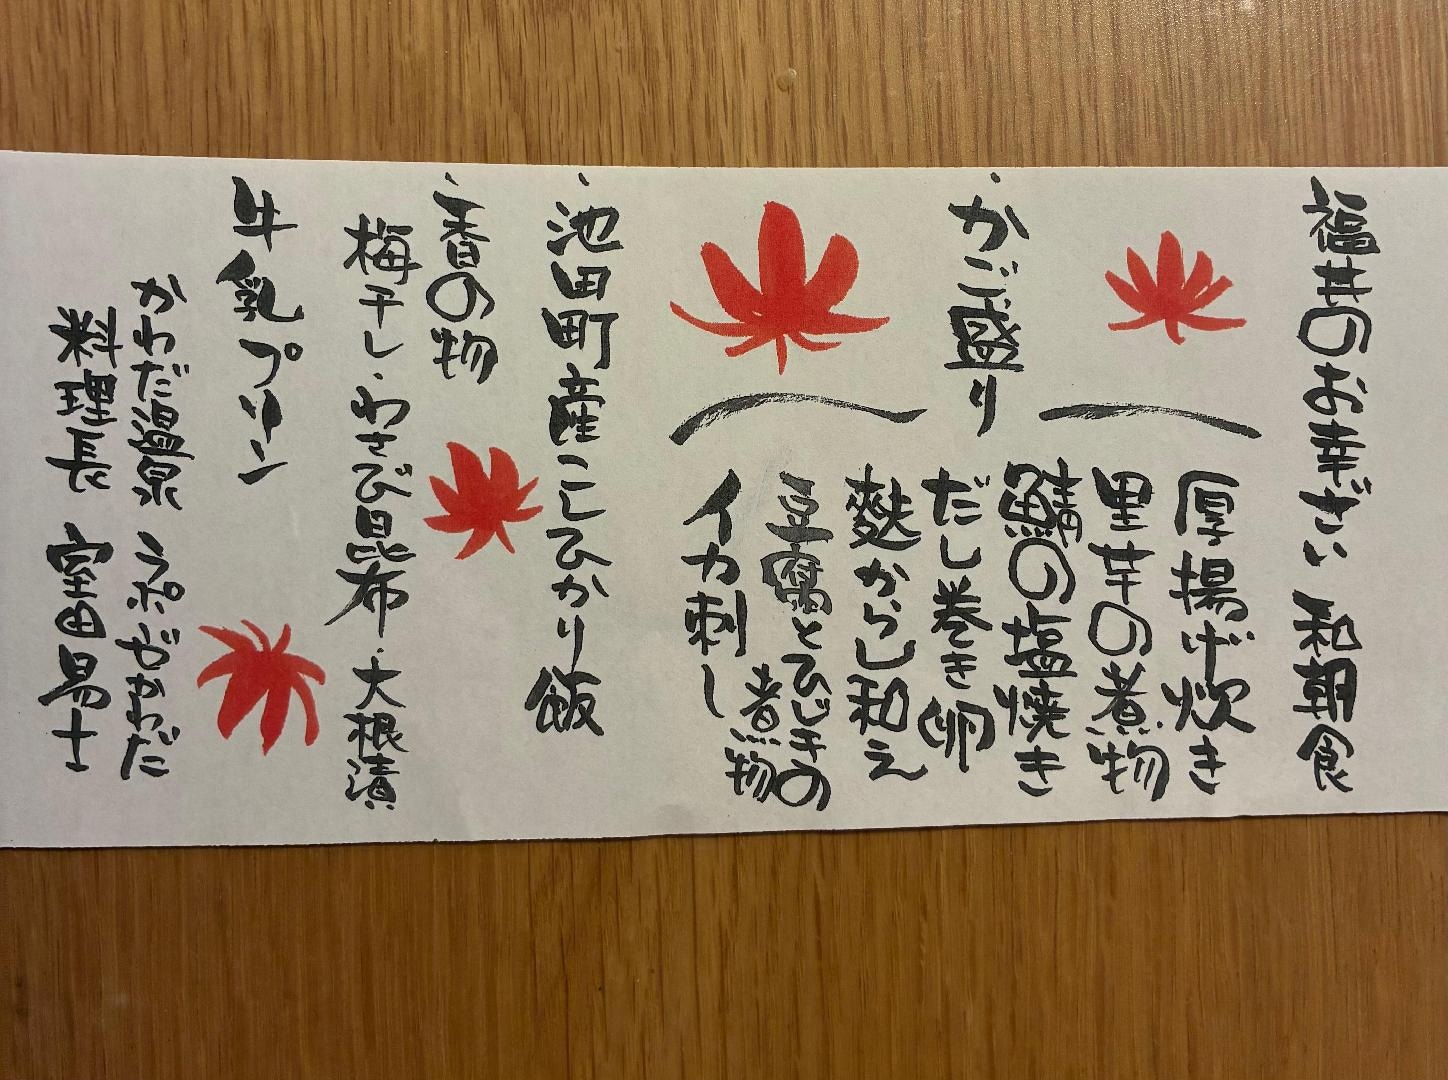 福井のお幸ざい 和朝食
厚揚げ炊き
里芋の煮物
・かご盛り
鯖の塩焼き
だし巻き卵
麩からし和え
豆腐とひじきの
煮物
イカ刺し
・池田町産こしひかり飯
・香の物
梅干し・わさび昆布・大根漬
牛乳プリン
かわだ温泉 らぽぜかわだ
料理長 室田易士